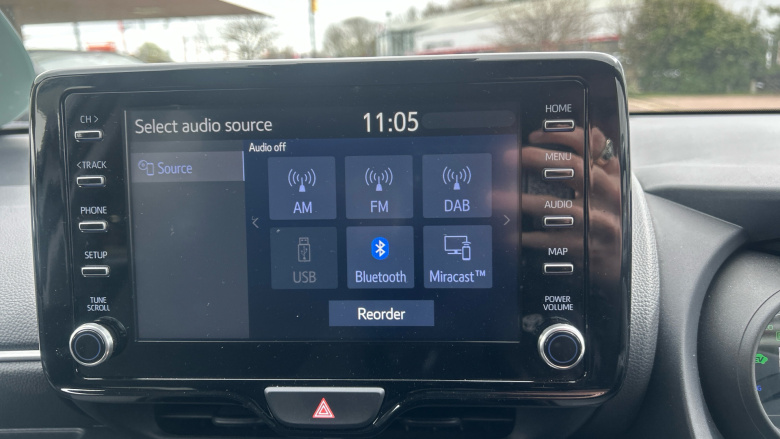 CH >
< TRACK
PHONE
SETUP
TUNE
SCROLL
Select audio source
11:05
Source
Audio off
AM
FM
DAB
USB
Bluetooth
Miracast™
Reorder
HOME
MENU
AUDIO
MAP
POWER
VOLUME
EV